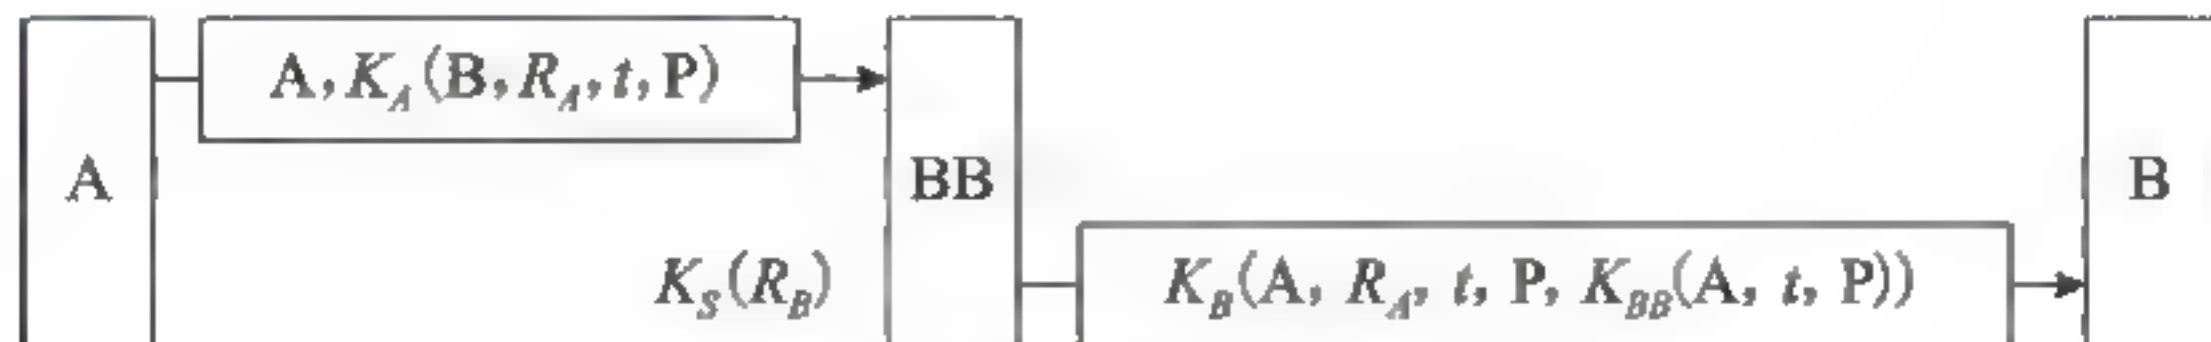 A, K_A(B, R_A, t, P)
A
BB
B
K_S(R_B)
K_B(A, R_A, t, P, K_BB(A, t, P))